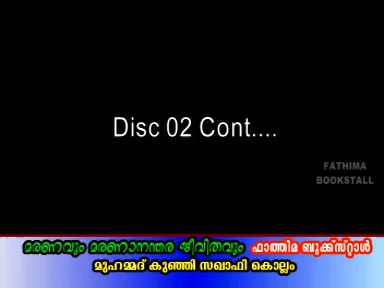 Disc 02 Cont....
FATHIMA
BOOKSTALL
മരണവും മരണാനന്തര ജീവിതവും ഫാത്തിമ ബുക്ക്സ്റ്റാൾ
മുഹമ്മദ് കുഞ്ഞി സഖാഫി കൊല്ലം